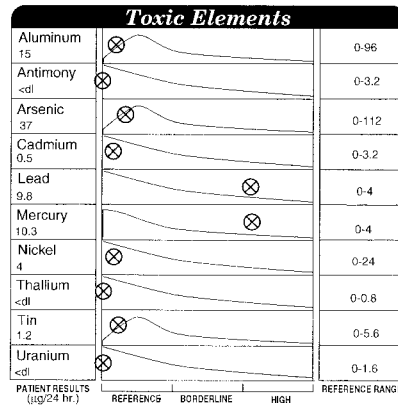 Toxic Elements
Aluminum
15
0-96
Antimony
<dl
0-3.2
Arsenic
37
0-112
Cadmium
0.5
0-3.2
Lead
9.8
0-4
Mercury
10.3
0-4
Nickel
4
0-24
Thallium
<dl
0-0.8
Tin
1.2
0-5.6
Uranium
<dl
0-1.6
PATIENT RESULTS
(µg/24 hr.)
REFERENCE BORDERLINE HIGH
REFERENCE RANG